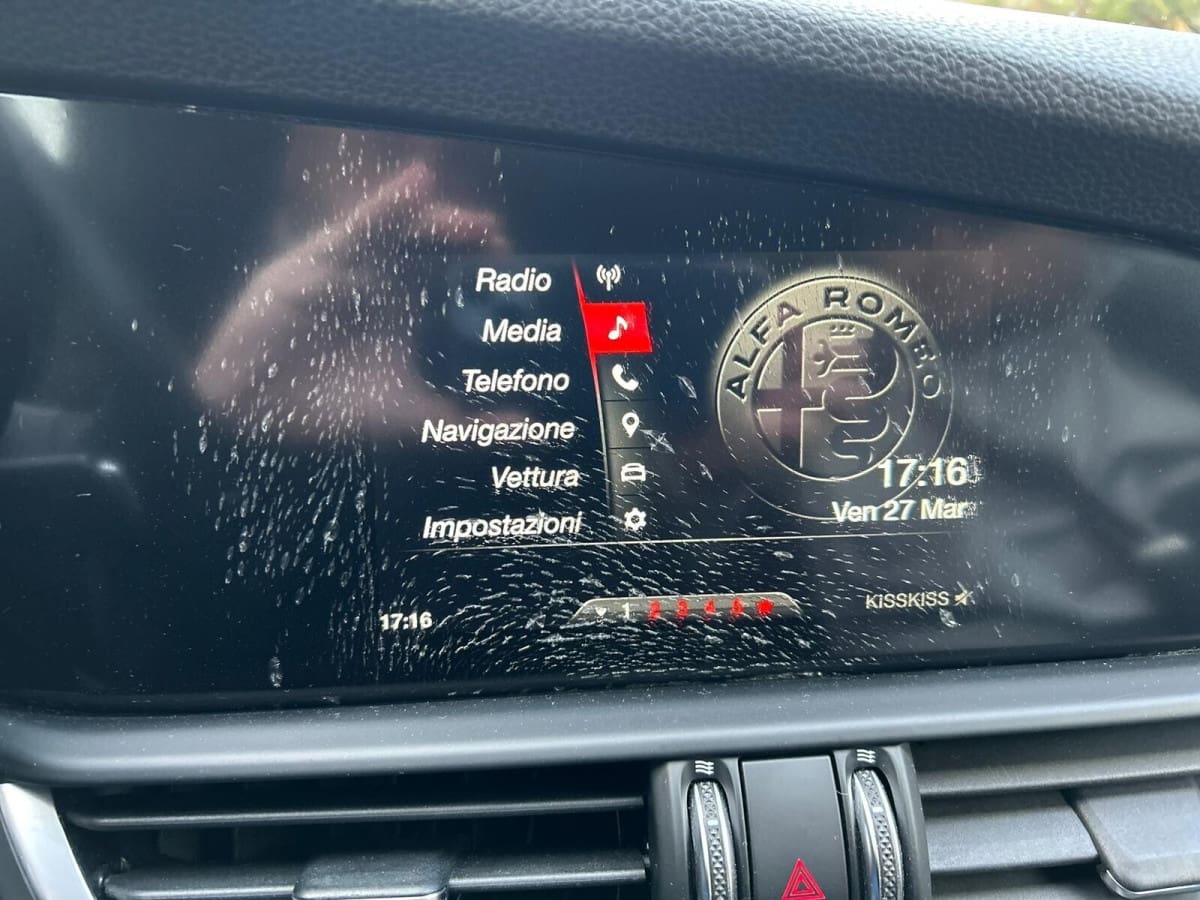 Radio
Media
Telefono
Navigazione
Vettura
Impostazioni
ALFA ROMEO
17:16
Ven 27 Mar
17:16
1 2 3 4 5
KISSKISS